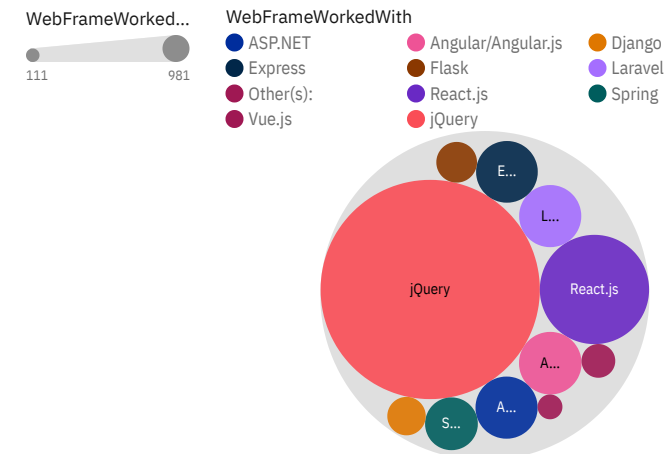 WebFrameWorked...
111 981
WebFrameWorkedWith
ASP.NET Angular/Angular.js Django
Express Flask Laravel
Other(s): React.js Spring
Vue.js jQuery
E...
L...
jQuery React.js
A...
A...
S...